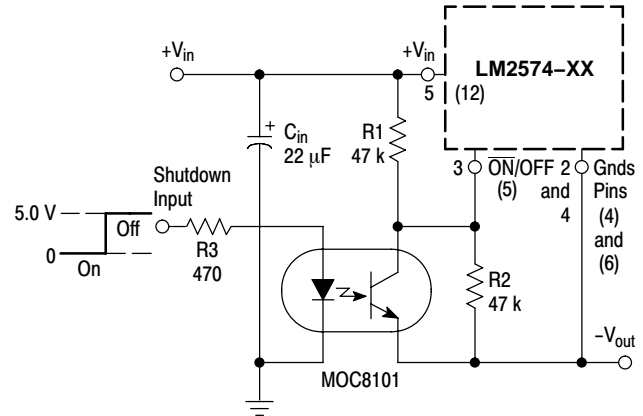 +Vin
+Vin
LM2574–XX
5
(12)
Cin
22 μF
+
R1
47 k
3
ON/OFF
(5)
2
and
4
Gnds
Pins
(4)
and
(6)
Shutdown
Input
5.0 V
Off
0
On
R3
470
R2
47 k
–Vout
MOC8101